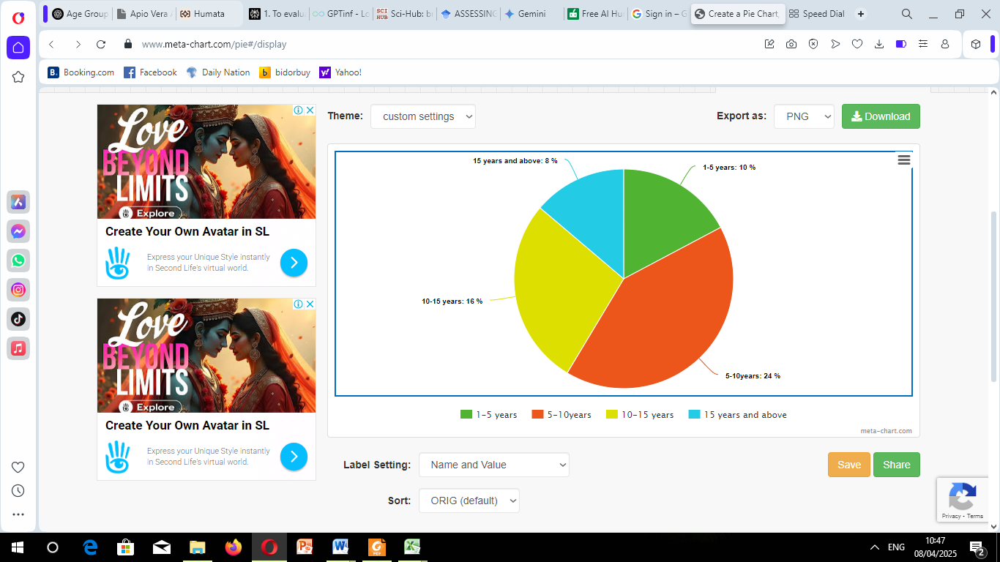 Age Group
Apio Vera
Humata
1. To evalu
GPTinf - Lo
SCI HUB
Sci-Hub: b
ASSESSING
Gemini
Free AI Hu
Sign in – G
Create a Pie Chart,
Speed Dial
www.meta-chart.com/pie#/display
B. Booking.com
Facebook
Daily Nation
b bidorbuy
y! Yahoo!
Theme:
custom settings
Export as:
PNG
Download
Love
BEYOND
LIMITS
Explore
Create Your Own Avatar in SL
Express your Unique Style instantly
in Second Life's virtual world.
Love
BEYOND
LIMITS
Explore
Create Your Own Avatar in SL
Express your Unique Style instantly
in Second Life's virtual world.
15 years and above: 8 %
1-5 years: 10 %
10-15 years: 16 %
5-10years: 24 %
1-5 years
5-10years
10-15 years
15 years and above
meta-chart.com
Label Setting:
Name and Value
Save
Share
Sort:
ORIG (default)
Privacy - Terms
ENG
10:47
08/04/2025
2